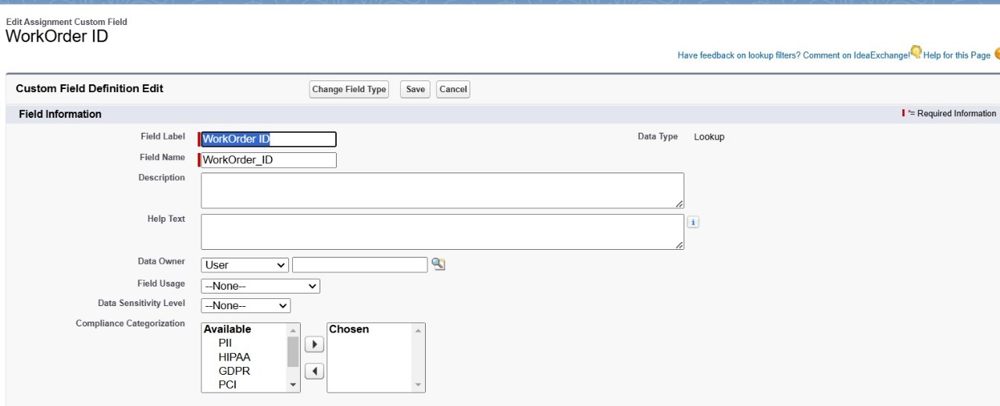 Edit Assignment Custom Field
WorkOrder ID
Have feedback on lookup filters? Comment on IdeaExchange! Help for this Page
Custom Field Definition Edit Change Field Type Save Cancel
Field Information *= Required Information
Field Label WorkOrder ID Data Type Lookup
Field Name WorkOrder_ID
Description
Help Text i
Data Owner User
Field Usage --None--
Data Sensitivity Level --None--
Compliance Categorization
Available Chosen
PII
HIPAA
GDPR
PCI